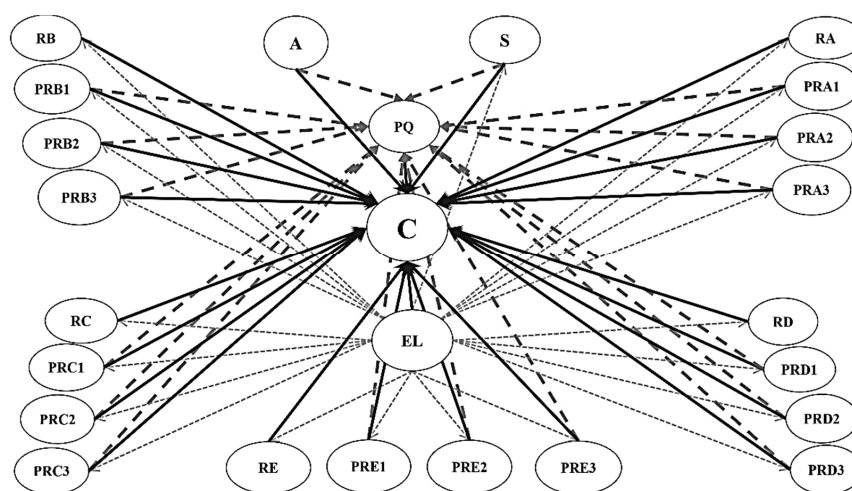 RB
A
S
RA
PRB1
PRA1
PQ
PRB2
PRA2
PRB3
PRA3
C
RC
RD
EL
PRC1
PRD1
PRC2
PRD2
RE
PRE1
PRE2
PRE3
PRC3
PRD3